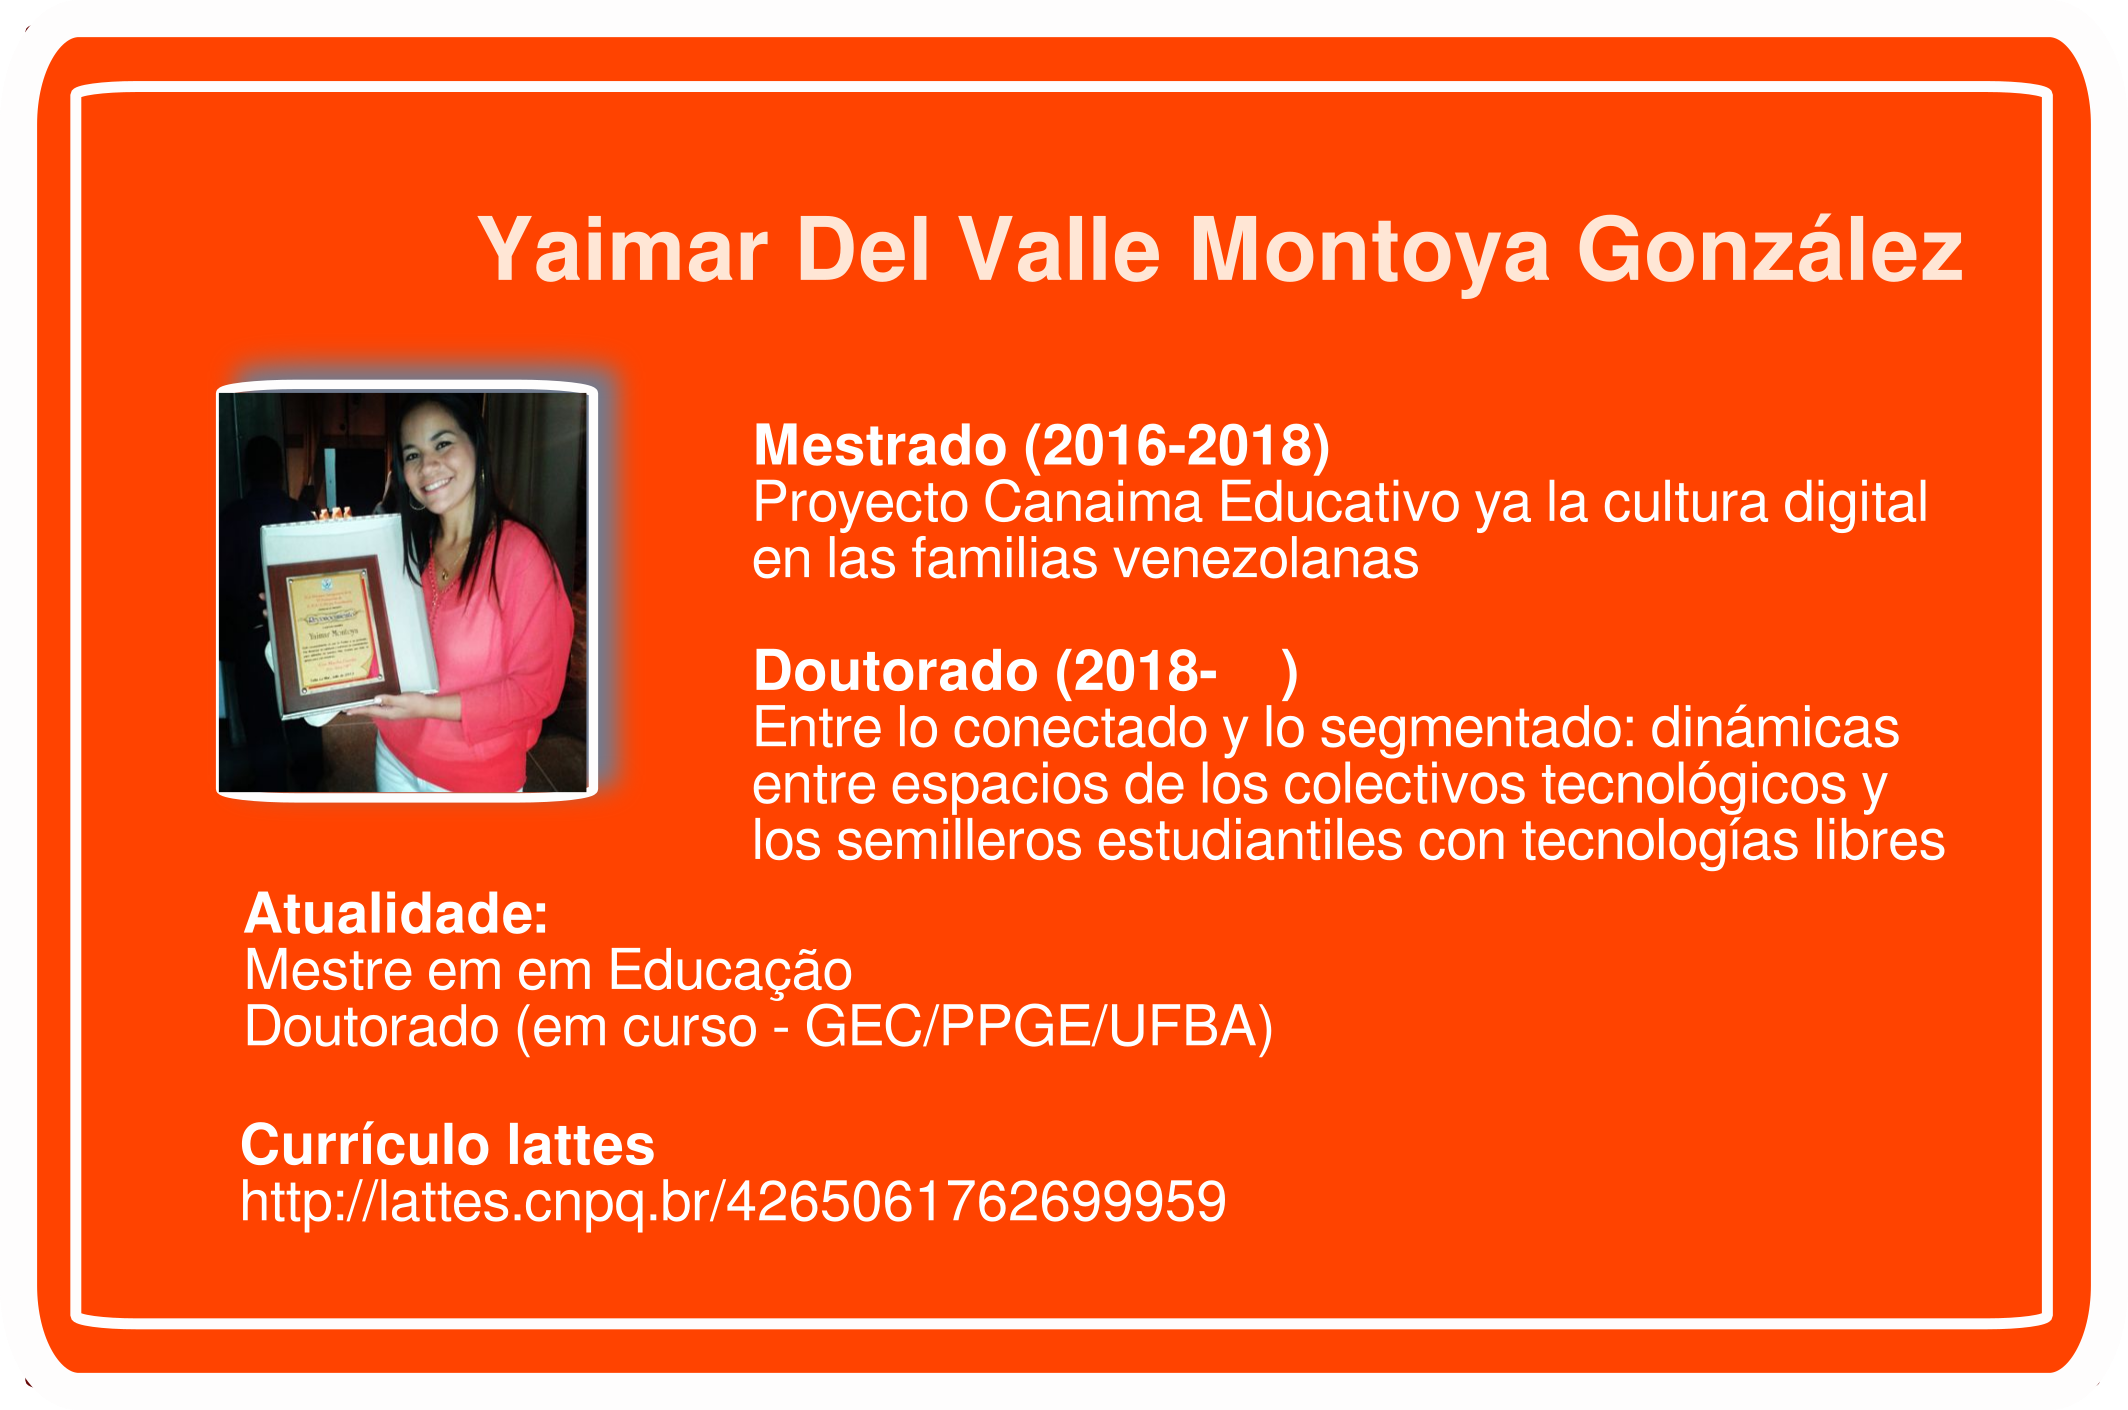 Yaimar Del Valle Montoya González
Mestrado (2016-2018)
Proyecto Canaima Educativo ya la cultura digital
en las familias venezolanas
Doutorado (2018- )
Entre lo conectado y lo segmentado: dinámicas
entre espacios de los colectivos tecnológicos y
los semilleros estudiantiles con tecnologías libres
Yaimar Montoya
Atualidade:
Mestre em em Educação
Doutorado (em curso - GEC/PPGE/UFBA)
Currículo lattes
http://lattes.cnpq.br/4265061762699959